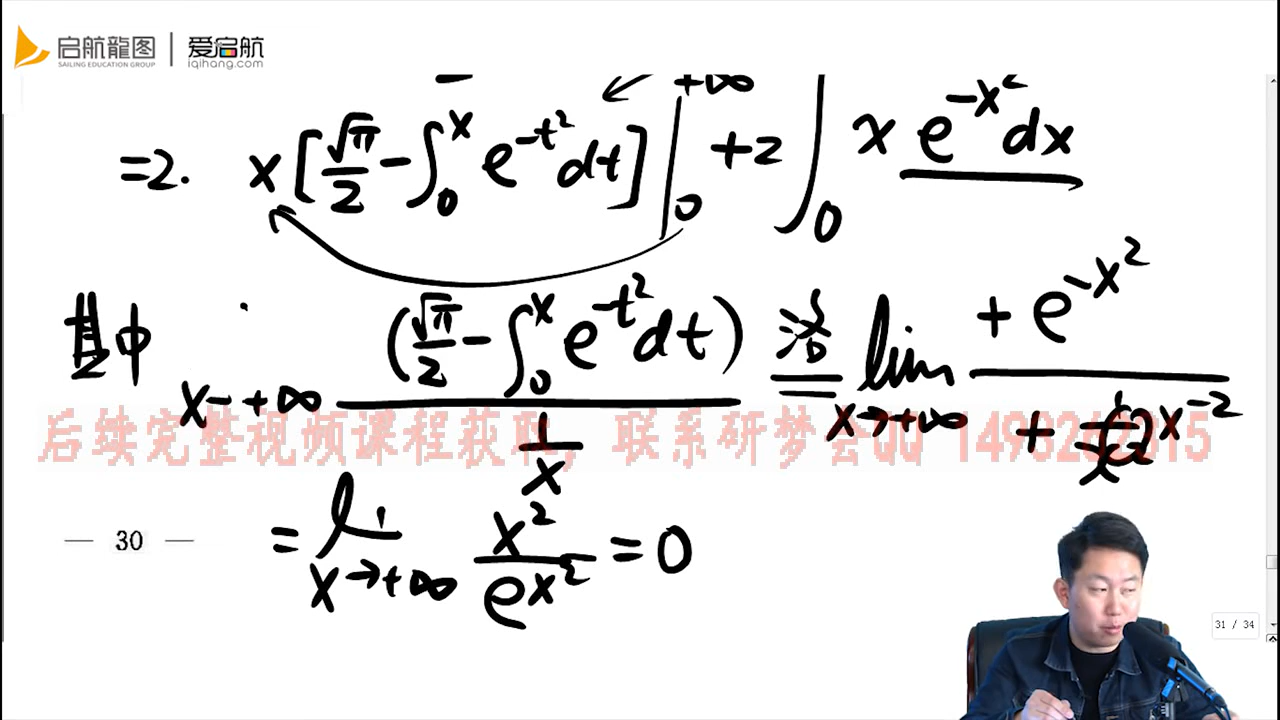 启航龍图 | 爱启航
SAILING EDUCATION GROUP iqihang.com
=2. x[√π/2 - ∫₀ˣ e^{-t²}dt] |₀^{+∞} + 2∫₀ x e^{-x²}dx
其中 x→+∞ (√π/2 - ∫₀ˣ e^{-t²}dt) / (1/x) 洛 = lim x→+∞ + e^{-x²} / + x^{-2}
后续完整视频课程获取，联系研梦会QQ
= lim x→+∞ x²/e^{x²} = 0
— 30 —
31 / 34